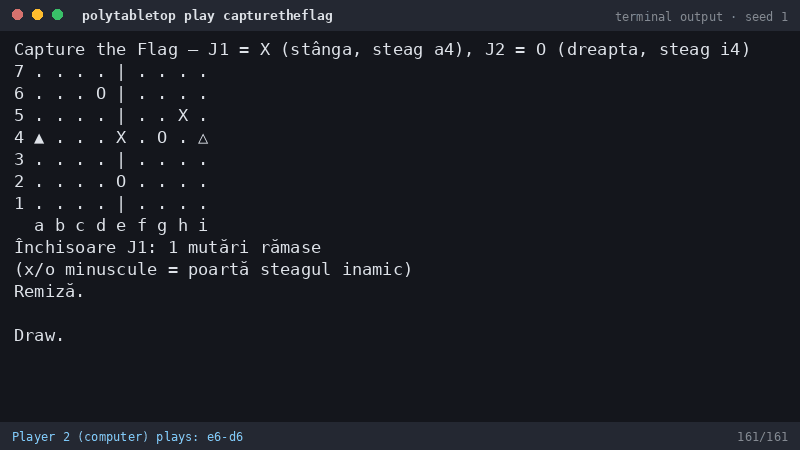 polytabletop play capturetheflag
terminal output · seed 1
Capture the Flag — J1 = X (stânga, steag a4), J2 = O (dreapta, steag i4)
7 . . . . | . . . .
6 . . . O | . . . .
5 . . . . | . . X .
4 ▲ . . . X . O . △
3 . . . . | . . . .
2 . . . . O . . . .
1 . . . . | . . . .
a b c d e f g h i
Închisoare J1: 1 mutări rămase
(x/o minuscule = poartă steagul inamic)
Remiză.
Draw.
Player 2 (computer) plays: e6-d6
161/161